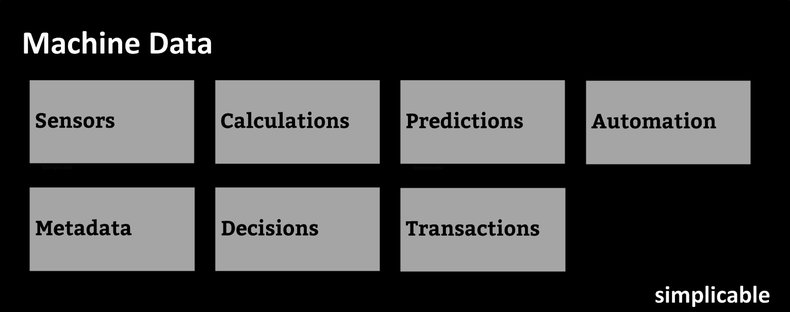 Machine Data
Sensors
Calculations
Predictions
Automation
Metadata
Decisions
Transactions
simplicable